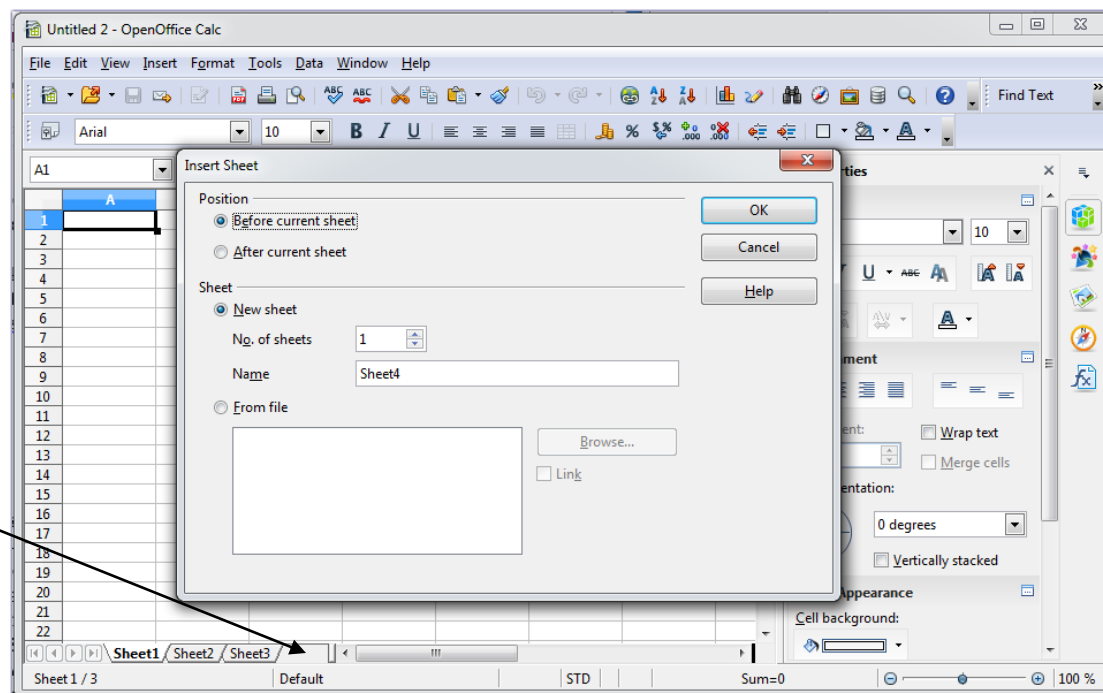 Untitled 2 - OpenOffice Calc
File Edit View Insert Format Tools Data Window Help
Find Text
Arial 10
A1
Insert Sheet
ties
Position
Before current sheet
After current sheet
OK
Cancel
Help
Sheet
New sheet
No. of sheets 1
Name Sheet4
From file
Browse...
Link
A
1
2
3
4
5
6
7
8
9
10
11
12
13
14
15
16
17
18
19
20
21
22
10
ment
ent:
Wrap text
Merge cells
entation:
0 degrees
Vertically stacked
Appearance
Cell background:
Sheet1 Sheet2 Sheet3
Sheet 1 / 3 Default STD Sum=0 100 %